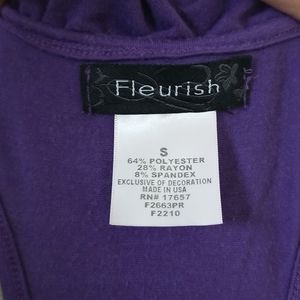 Fleurish
S
64% POLYESTER
28% RAYON
8% SPANDEX
EXCLUSIVE OF DECORATION
MADE IN USA
RN# 17657
F2663PR
F2210